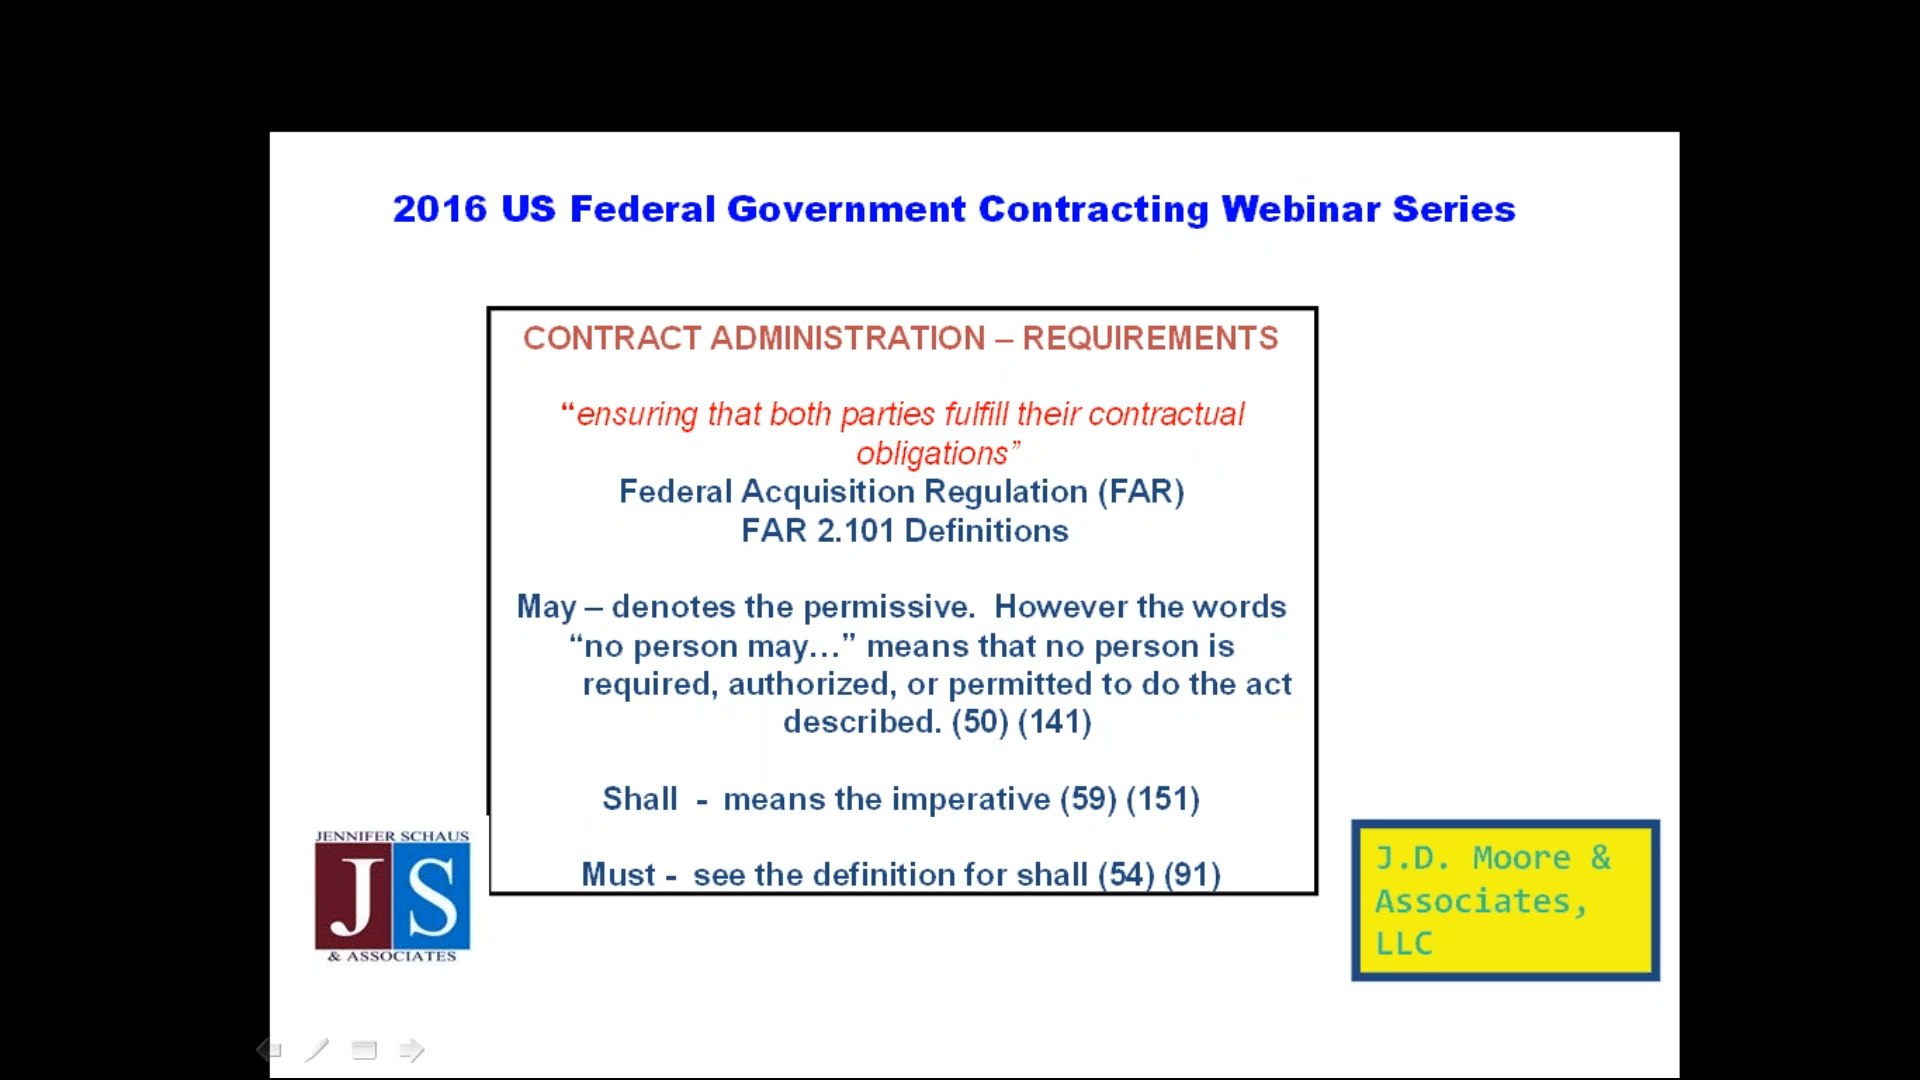 2016 US Federal Government Contracting Webinar Series
CONTRACT ADMINISTRATION – REQUIREMENTS
“ensuring that both parties fulfill their contractual
obligations”
Federal Acquisition Regulation (FAR)
FAR 2.101 Definitions
May – denotes the permissive.  However the words
“no person may…” means that no person is
required, authorized, or permitted to do the act
described. (50) (141)
Shall  -  means the imperative (59) (151)
Must -  see the definition for shall (54) (91)
JENNIFER SCHAUS
JS
& ASSOCIATES
J.D. Moore &
Associates,
LLC